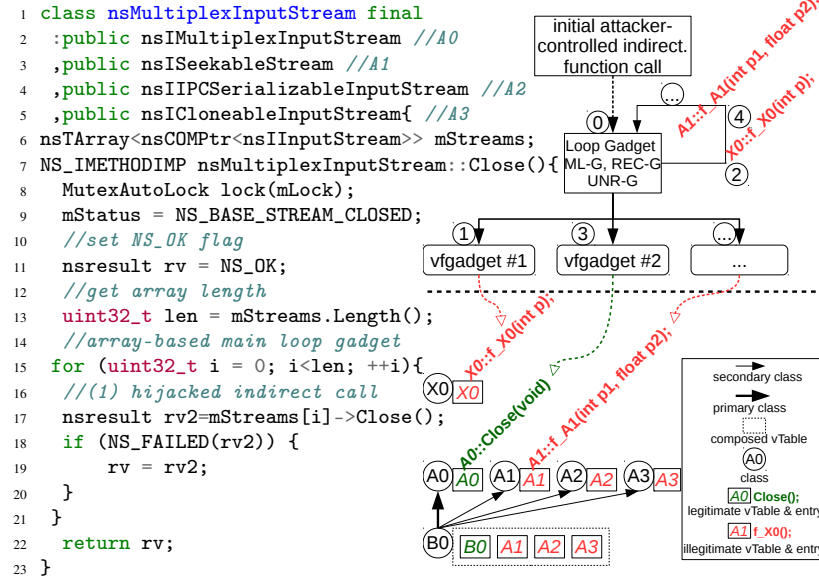 1 class nsMultiplexInputStream final
2 :public nsIMultiplexInputStream //A0
3 ,public nsISeekableStream //A1
4 ,public nsIIPCSerializableInputStream //A2
5 ,public nsICloneableInputStream{ //A3
6 nsTArray<nsCOMPtr<nsIInputStream>> mStreams;
7 NS_IMETHODIMP nsMultiplexInputStream::Close(){
8 MutexAutoLock lock(mLock);
9 mStatus = NS_BASE_STREAM_CLOSED;
10 //set NS_OK flag
11 nsresult rv = NS_OK;
12 //get array length
13 uint32_t len = mStreams.Length();
14 //array-based main loop gadget
15 for (uint32_t i = 0; i<len; ++i){
16 //(1) hijacked indirect call
17 nsresult rv2=mStreams[i]->Close();
18 if (NS_FAILED(rv2)) {
19 rv = rv2;
20 }
21 }
22 return rv;
23 }
initial attacker-
controlled indirect.
function call
A1::f_A1(int p1, float p2);
X0::f_X0(int p);
...
4
0
2
Loop Gadget
ML-G, REC-G
UNR-G
1
3
...
vfgadget #1
vfgadget #2
...
X0::f_X0(int p);
A0::Close(void)
A1::f_A1(int p1, float p2);
X0 X0
A0 A0 A1 A1 A2 A2 A3 A3
B0 B0 A1 A2 A3
secondary class
primary class
composed vTable
A0
class
A0 Close();
legitimate vTable & entry
A1 f_X0();
illegitimate vTable & entry